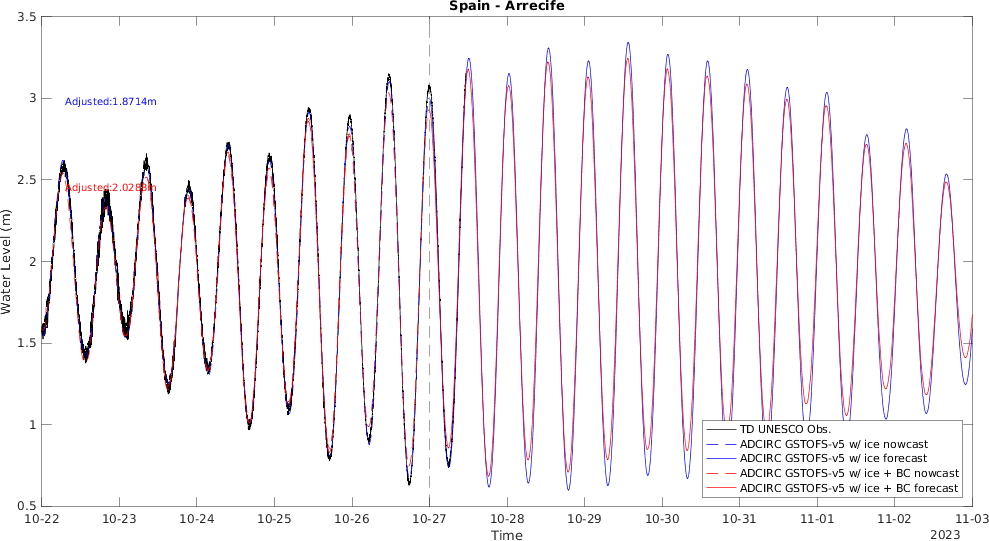 Spain - Arrecife
3.5
3
2.5
2
1.5
1
0.5
Water Level (m)
Adjusted:1.8714m
Adjusted:2.0288m
TD UNESCO Obs.
ADCIRC GSTOFS-v5 w/ ice nowcast
ADCIRC GSTOFS-v5 w/ ice forecast
ADCIRC GSTOFS-v5 w/ ice + BC nowcast
ADCIRC GSTOFS-v5 w/ ice + BC forecast
10-22 10-23 10-24 10-25 10-26 10-27 10-28 10-29 10-30 10-31 11-01 11-02 11-03
Time
2023